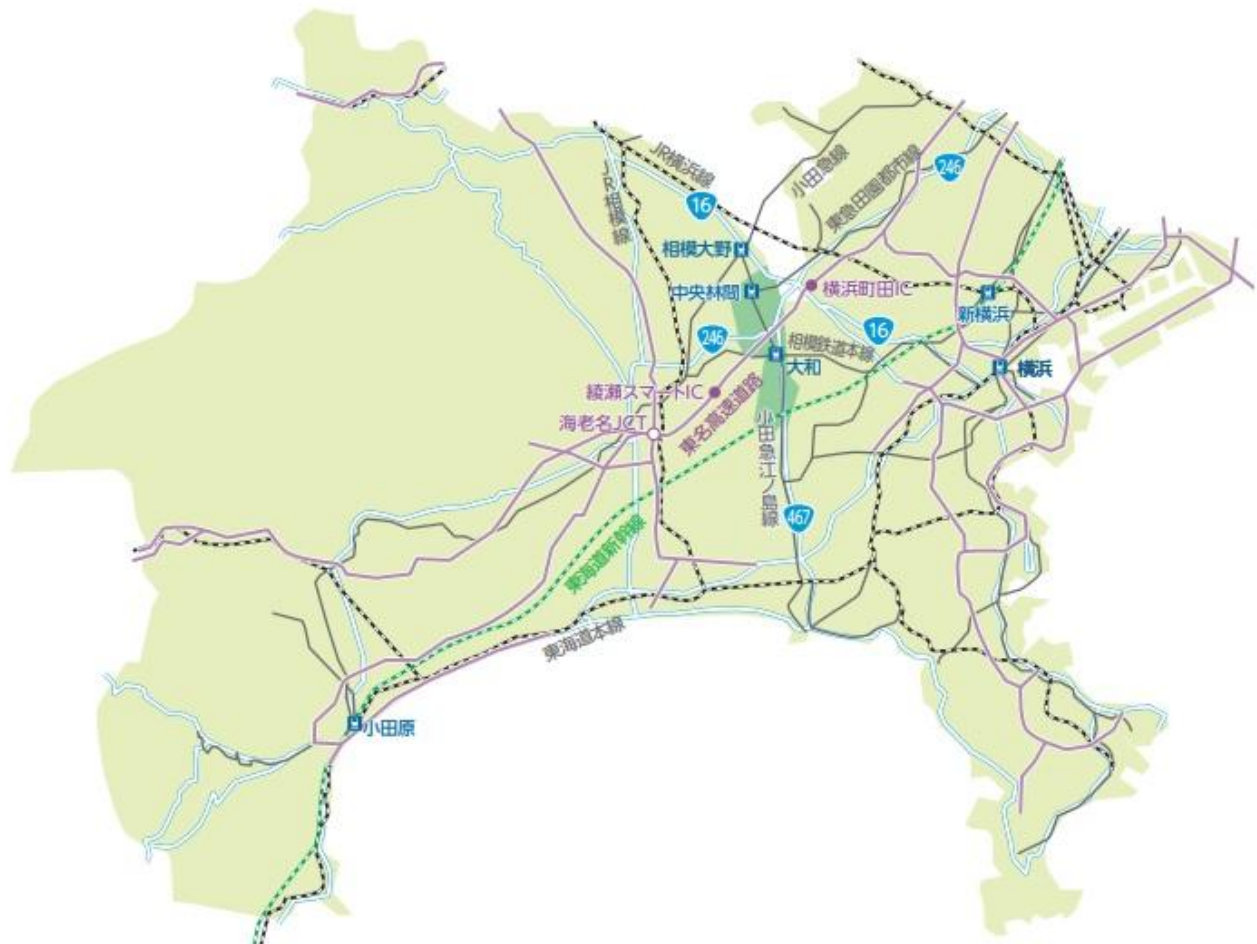 JR横浜線
小田急線
東急田園都市線
246
JR相模線
16
相模大野
中央林間
横浜町田IC
新横浜
246
16
相模鉄道本線
大和
横浜
綾瀬スマートIC
東名高速道路
海老名JCT
小田急江ノ島線
467
東海道新幹線
東海道本線
小田原